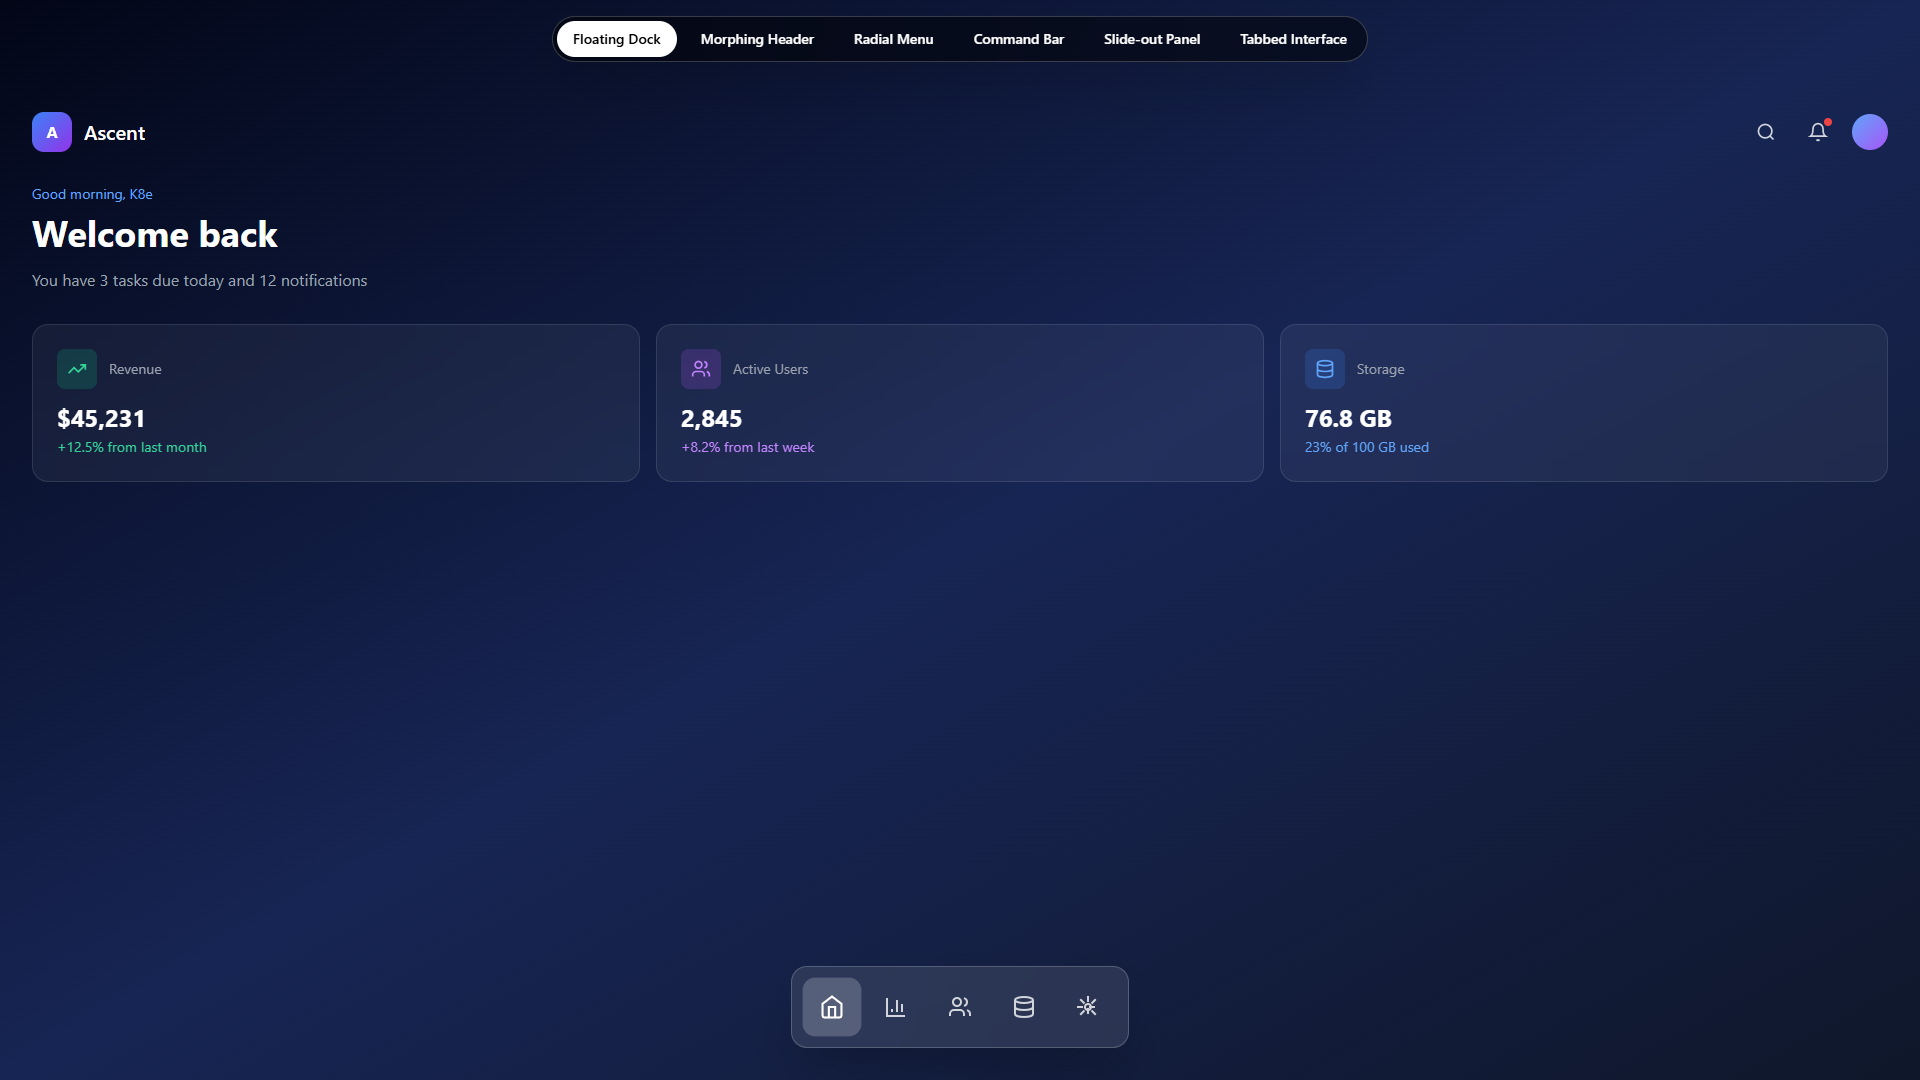 Floating Dock
Morphing Header
Radial Menu
Command Bar
Slide-out Panel
Tabbed Interface
A
Ascent
Good morning, K8e
Welcome back
You have 3 tasks due today and 12 notifications
Revenue
$45,231
+12.5% from last month
Active Users
2,845
+8.2% from last week
Storage
76.8 GB
23% of 100 GB used